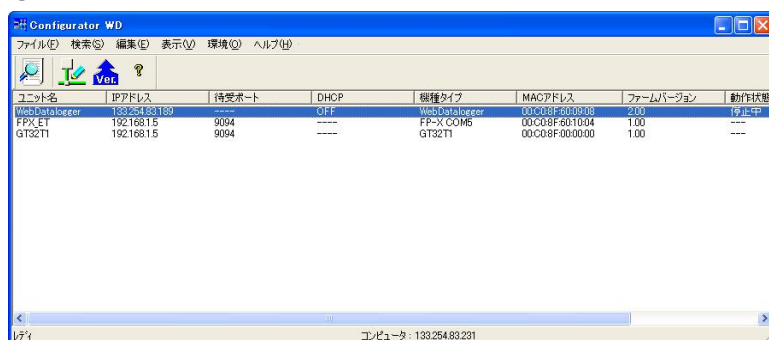 Configurator WD
ファイル(F) 検索(S) 編集(E) 表示(V) 環境(O) ヘルプ(H)
Ver. ?
ユニット名 IPアドレス 待受ポート DHCP 機種タイプ MACアドレス ファームバージョン 動作状態
WebDatalogger 133.254.83.189 ---- OFF WebDatalogger 00:C0:8F:60:09:08 2.00 停止中
FPX_ET 192.168.1.5 9094 ---- FP-X COM5 00:C0:8F:60:10:04 1.00 ---
GT32T1 192.168.1.5 9094 ---- GT32T1 00:C0:8F:00:00:00 1.00 ---
レディ コンピュータ : 133.254.83.231